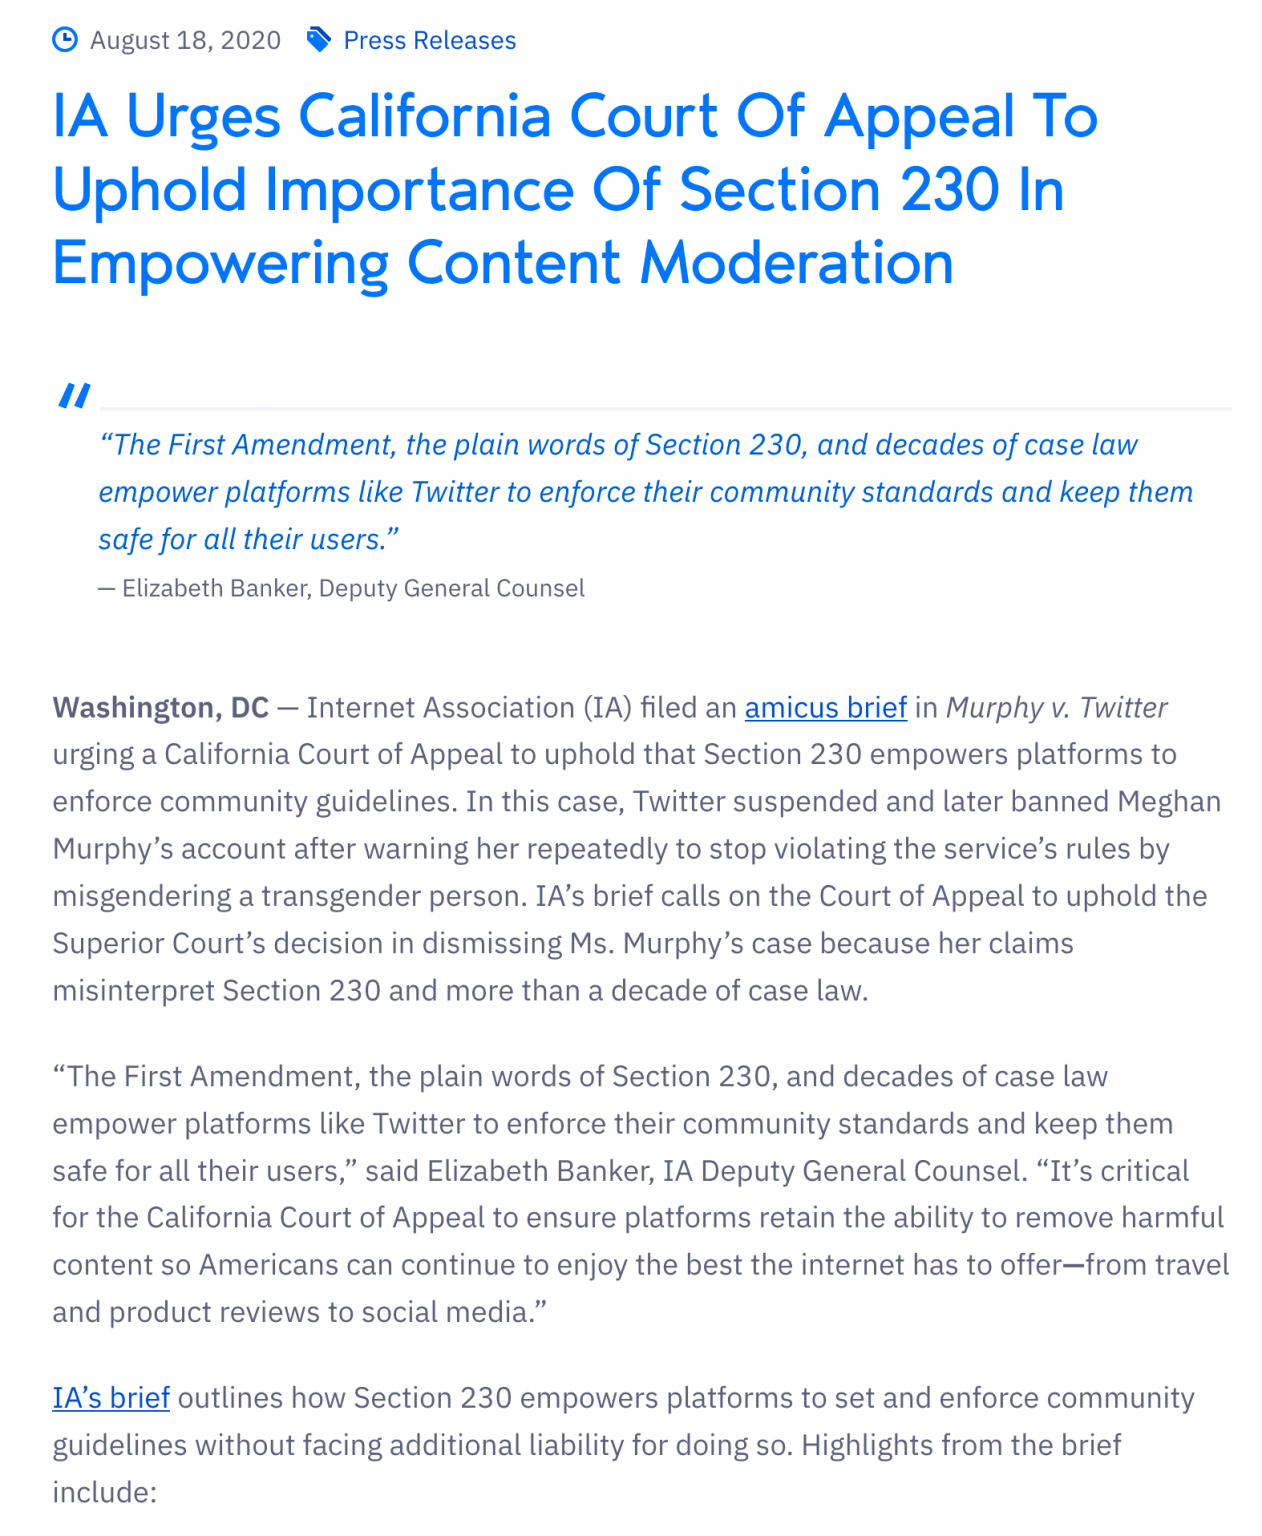 August 18, 2020 Press Releases
IA Urges California Court Of Appeal To
Uphold Importance Of Section 230 In
Empowering Content Moderation
“The First Amendment, the plain words of Section 230, and decades of case law
empower platforms like Twitter to enforce their community standards and keep them
safe for all their users.”
— Elizabeth Banker, Deputy General Counsel
Washington, DC — Internet Association (IA) filed an amicus brief in Murphy v. Twitter
urging a California Court of Appeal to uphold that Section 230 empowers platforms to
enforce community guidelines. In this case, Twitter suspended and later banned Meghan
Murphy’s account after warning her repeatedly to stop violating the service’s rules by
misgendering a transgender person. IA’s brief calls on the Court of Appeal to uphold the
Superior Court’s decision in dismissing Ms. Murphy’s case because her claims
misinterpret Section 230 and more than a decade of case law.
“The First Amendment, the plain words of Section 230, and decades of case law
empower platforms like Twitter to enforce their community standards and keep them
safe for all their users,” said Elizabeth Banker, IA Deputy General Counsel. “It’s critical
for the California Court of Appeal to ensure platforms retain the ability to remove harmful
content so Americans can continue to enjoy the best the internet has to offer—from travel
and product reviews to social media.”
IA’s brief outlines how Section 230 empowers platforms to set and enforce community
guidelines without facing additional liability for doing so. Highlights from the brief
include: